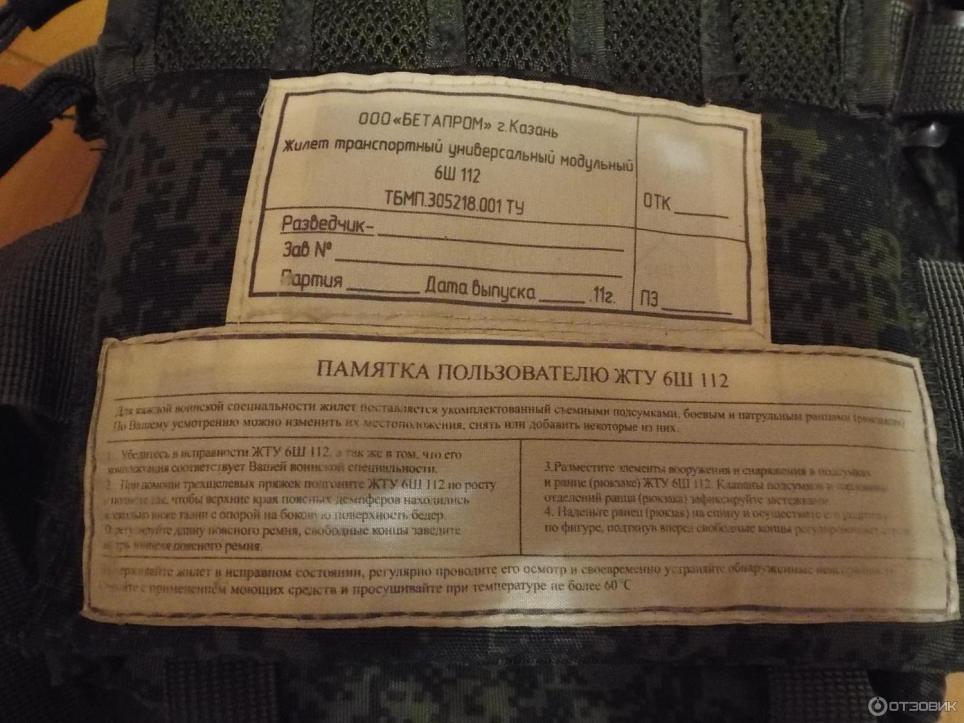 ООО «БЕТАПРОМ» г.Казань
Жилет транспортный универсальный модульный
6Ш 112
ТБМП.305218.001 ТУ
ОТК
Разведчик-
Зав №
Партия Дата выпуска .11г.
ПЗ
ПАМЯТКА ПОЛЬЗОВАТЕЛЮ ЖТУ 6Ш 112
Для каждой воинской специальности жилет поставляется укомплектованный съемными подсумками, боевым и патрульным ранцами
По Вашему усмотрению можно изменить их местоположения, снять или добавить некоторые из них.
1. Убедитесь в исправности ЖТУ 6Ш 112, а так же в том, что его
комплектация соответствует Вашей воинской специальности.
2. При помощи трехщелевых пряжек подгоните ЖТУ 6Ш 112 по росту
так, чтобы верхние края поясных демпферов находились
ниже талии с опорой на боковую поверхность бедер.
длину поясного ремня, свободные концы заведите
поясного ремня.
3.Разместите элементы вооружения и снаряжения в подсумках
и ранце (рюкзаке) ЖТУ 6Ш 112. Клапаны подсумков и
отделений ранца (рюкзака) зафиксируйте застежками.
4. Наденьте ранец (рюкзак) на спину и осуществите его
по фигуре, подтянув вперед свободные концы
жилет в исправном состоянии, регулярно проводите его осмотр и своевременно устраняйте обнаруженные
с применением моющих средств и просушивайте при температуре не более 60°С
ОТЗОВИК